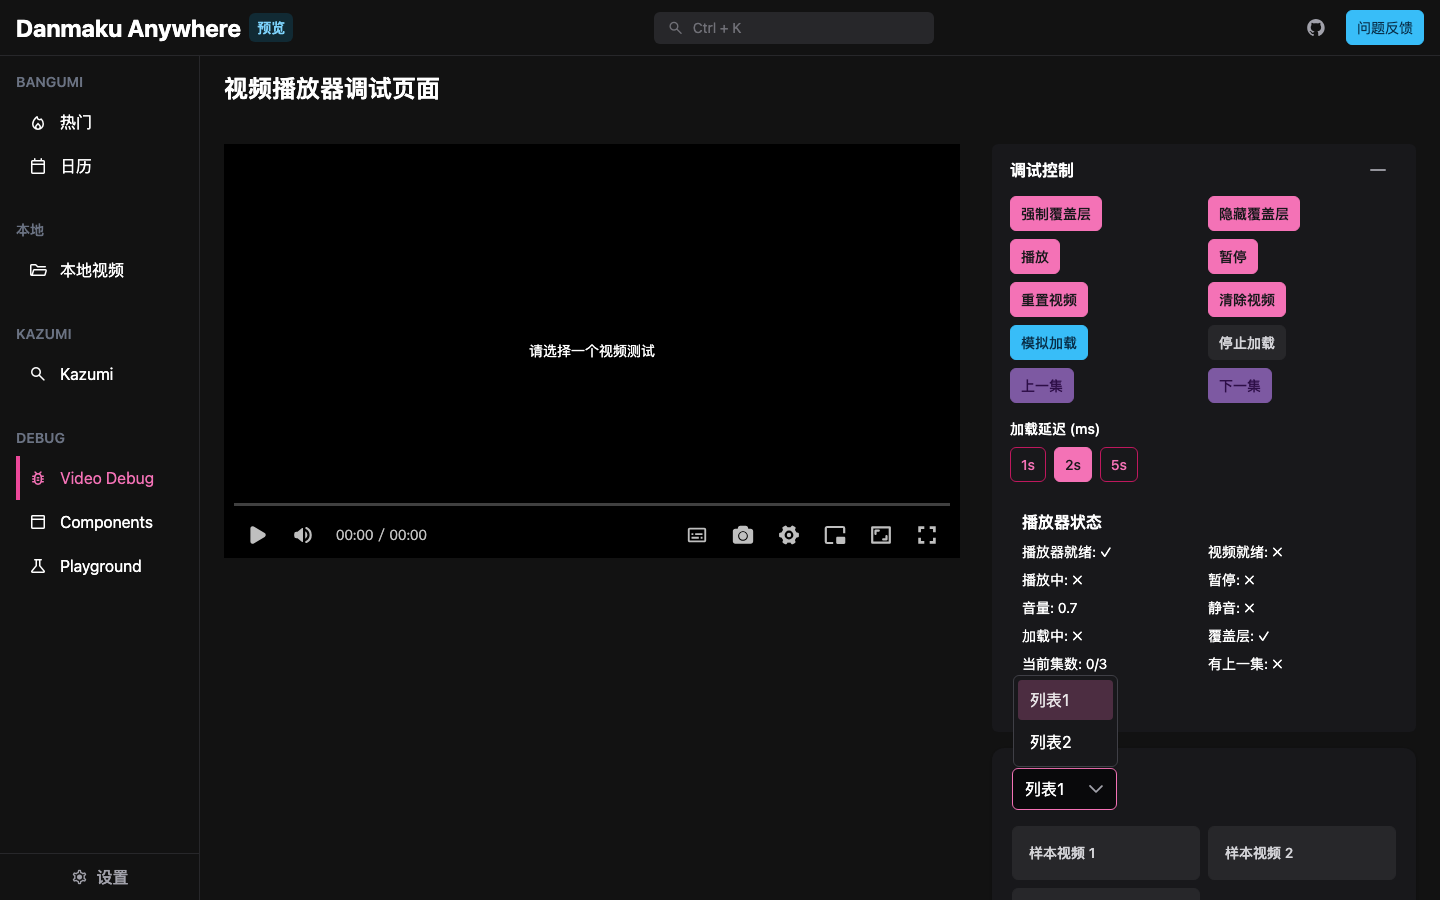 Danmaku Anywhere 预览
Ctrl + K
问题反馈
BANGUMI
热门
日历
本地
本地视频
KAZUMI
Kazumi
DEBUG
Video Debug
Components
Playground
设置
视频播放器调试页面
请选择一个视频测试
00:00 / 00:00
调试控制
强制覆盖层 隐藏覆盖层
播放 暂停
重置视频 清除视频
模拟加载 停止加载
上一集 下一集
加载延迟 (ms)
1s 2s 5s
播放器状态
播放器就绪: ✓ 视频就绪: ✕
播放中: ✕ 暂停: ✕
音量: 0.7 静音: ✕
加载中: ✕ 覆盖层: ✓
当前集数: 0/3 有上一集: ✕
列表1
列表2
列表1
样本视频 1 样本视频 2